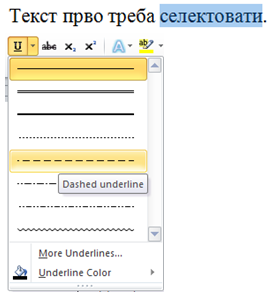 Текст прво треба селектовати.
U abc x₂ x² A ab
Dashed underline
More Underlines...
Underline Color